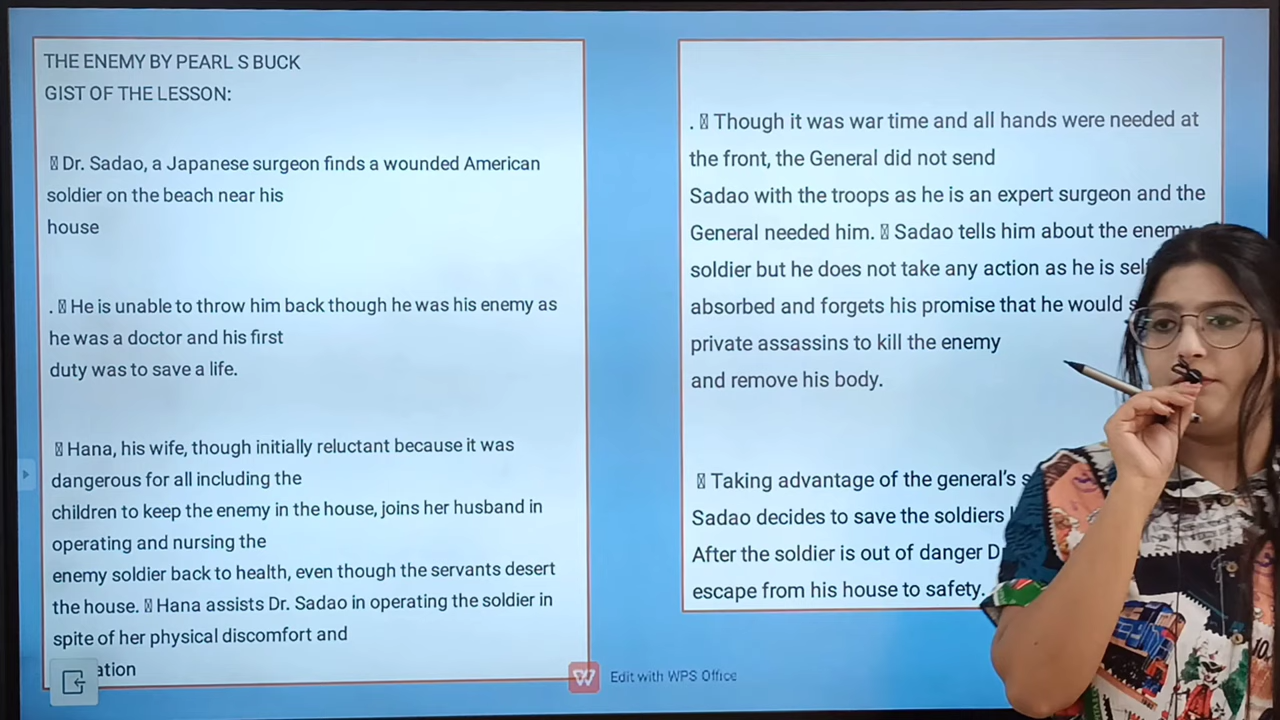 THE ENEMY BY PEARL S BUCK
GIST OF THE LESSON:
Dr. Sadao, a Japanese surgeon finds a wounded American
soldier on the beach near his
house
. He is unable to throw him back though he was his enemy as
he was a doctor and his first
duty was to save a life.
Hana, his wife, though initially reluctant because it was
dangerous for all including the
children to keep the enemy in the house, joins her husband in
operating and nursing the
enemy soldier back to health, even though the servants desert
the house. Hana assists Dr. Sadao in operating the soldier in
spite of her physical discomfort and
. Though it was war time and all hands were needed at
the front, the General did not send
Sadao with the troops as he is an expert surgeon and the
General needed him. Sadao tells him about the enemy
soldier but he does not take any action as he is
absorbed and forgets his promise that he would
private assassins to kill the enemy
and remove his body.
Taking advantage of the general's
Sadao decides to save the soldiers
After the soldier is out of danger
escape from his house to safety.
Edit with WPS Office